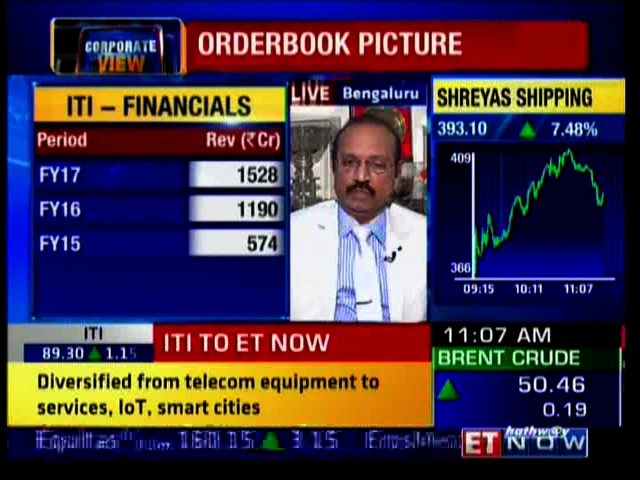 CORPORATE
VIEW
ORDERBOOK PICTURE
ITI – FINANCIALS
Period Rev (₹Cr)
FY17 1528
FY16 1190
FY15 574
LIVE Bengaluru
SHREYAS SHIPPING
393.10 ▲ 7.48%
409
366
09:15 10:11 11:07
ITI
89.30 ▲ 1.15
ITI TO ET NOW
Diversified from telecom equipment to
services, IoT, smart cities
11:07 AM
BRENT CRUDE
▲ 50.46
0.19
hathway
ET NOW